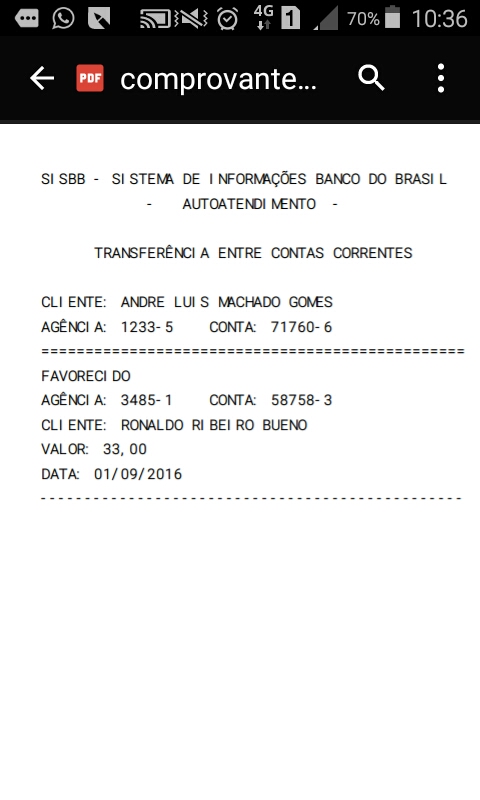 4G 1 70% 10:36
PDF comprovante...
SISBB - SISTEMA DE INFORMAÇÕES BANCO DO BRASIL
- AUTOATENDIMENTO -
TRANSFERÊNCIA ENTRE CONTAS CORRENTES
CLIENTE: ANDRE LUIS MACHADO GOMES
AGÊNCIA: 1233-5 CONTA: 71760-6
================================================
FAVORECIDO
AGÊNCIA: 3485-1 CONTA: 58758-3
CLIENTE: RONALDO RIBEIRO BUENO
VALOR: 33,00
DATA: 01/09/2016
------------------------------------------------